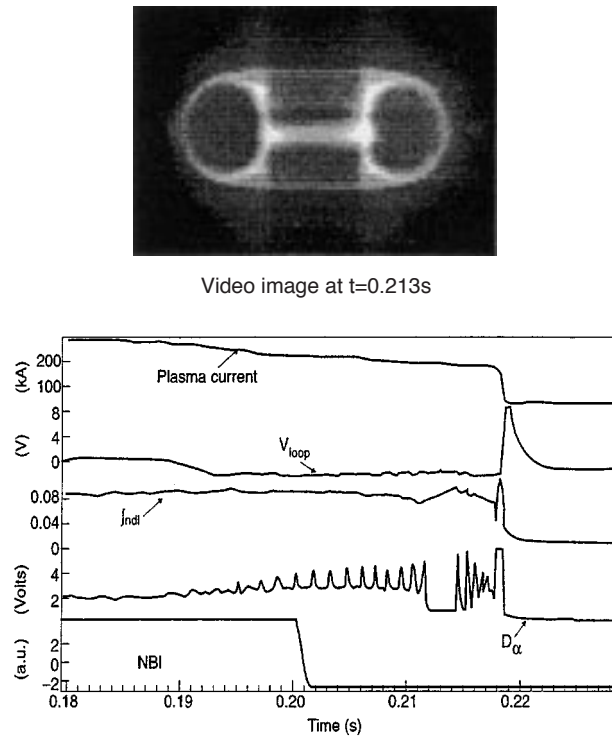 Video image at t=0.213s
(kA)
200
100
Plasma current
(V)
8
4
0
V_loop
0.08
0.04
0
∫ndl
(Volts)
4
2
D_α
(a.u.)
2
0
−2
NBI
0.18 0.19 0.20 0.21 0.22
Time (s)